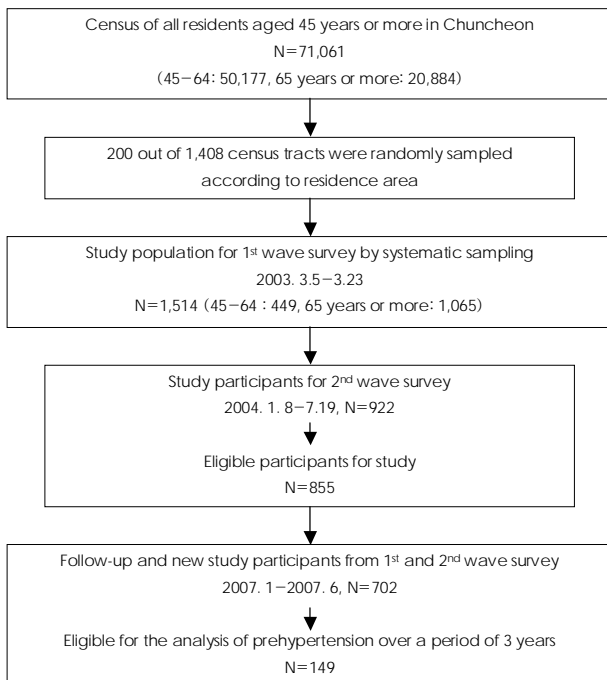 Census of all residents aged 45 years or more in Chuncheon
N=71,061
(45-64: 50,177, 65 years or more: 20,884)
200 out of 1,408 census tracts were randomly sampled
according to residence area
Study population for 1st wave survey by systematic sampling
2003. 3.5-3.23
N=1,514 (45-64 : 449, 65 years or more: 1,065)
Study participants for 2nd wave survey
2004. 1. 8-7.19, N=922
Eligible participants for study
N=855
Follow-up and new study participants from 1st and 2nd wave survey
2007. 1-2007. 6, N=702
Eligible for the analysis of prehypertension over a period of 3 years
N=149